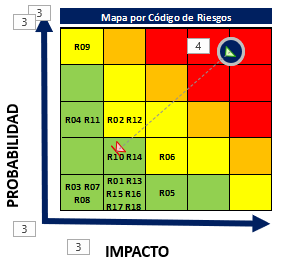 3
3
Mapa por Código de Riesgos
4
R09
R04 R11
R02 R12
R10 R14
R06
R03 R07
R08
R01 R13
R15 R16
R17 R18
R05
PROBABILIDAD
3
3
IMPACTO